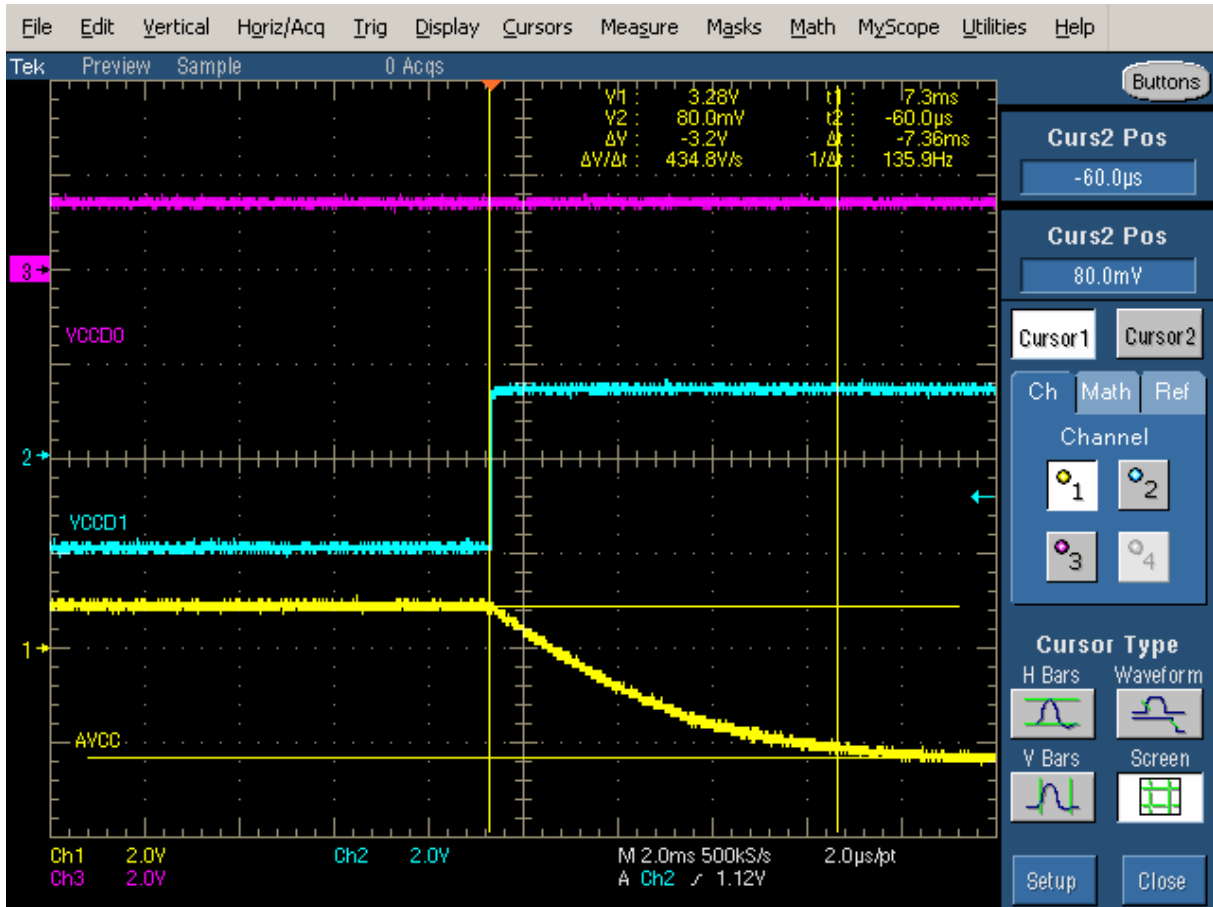 File Edit Vertical Horiz/Acq Trig Display Cursors Measure Masks Math MyScope Utilities Help
Tek Preview Sample 0 Acqs
Buttons
V1 : 3.28V t1 : 7.3ms
V2 : 80.0mV t2 : -60.0µs
ΔV : -3.2V Δt : -7.36ms
ΔV/Δt : 434.8V/s 1/Δt : 135.9Hz
Curs2 Pos
-60.0µs
Curs2 Pos
80.0mV
3
VCCD0
Cursor1 Cursor2
Ch Math Ref
Channel
1 2
3 4
2
VCCD1
1
AVCC
Cursor Type
H Bars Waveform
V Bars Screen
Ch1 2.0V Ch2 2.0V M 2.0ms 500kS/s 2.0µs/pt
Ch3 2.0V A Ch2 1.12V
Setup Close